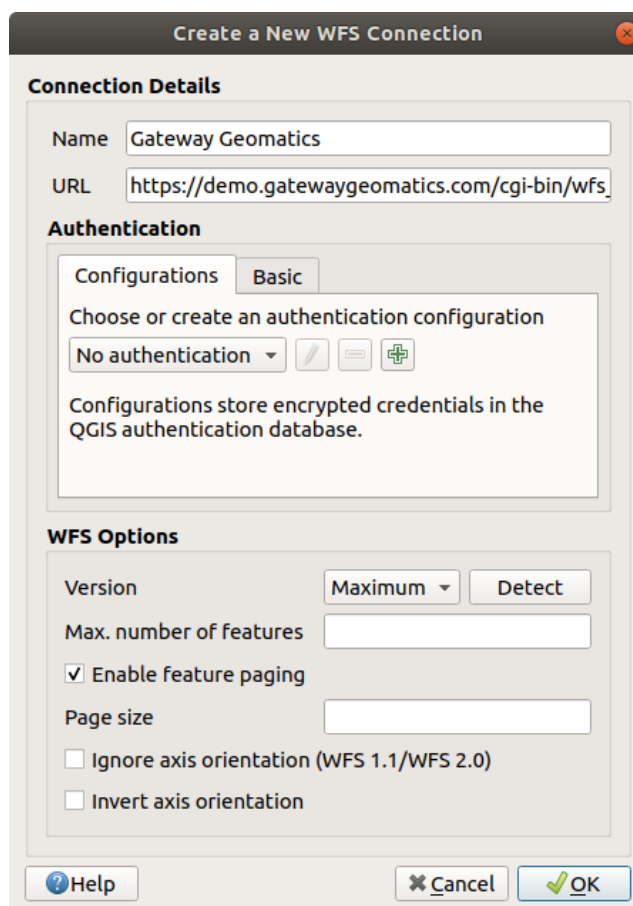 Create a New WFS Connection
Connection Details
Name Gateway Geomatics
URL https://demo.gatewaygeomatics.com/cgi-bin/wfs_
Authentication
Configurations Basic
Choose or create an authentication configuration
No authentication
Configurations store encrypted credentials in the
QGIS authentication database.
WFS Options
Version Maximum Detect
Max. number of features
Enable feature paging
Page size
Ignore axis orientation (WFS 1.1/WFS 2.0)
Invert axis orientation
Help Cancel OK